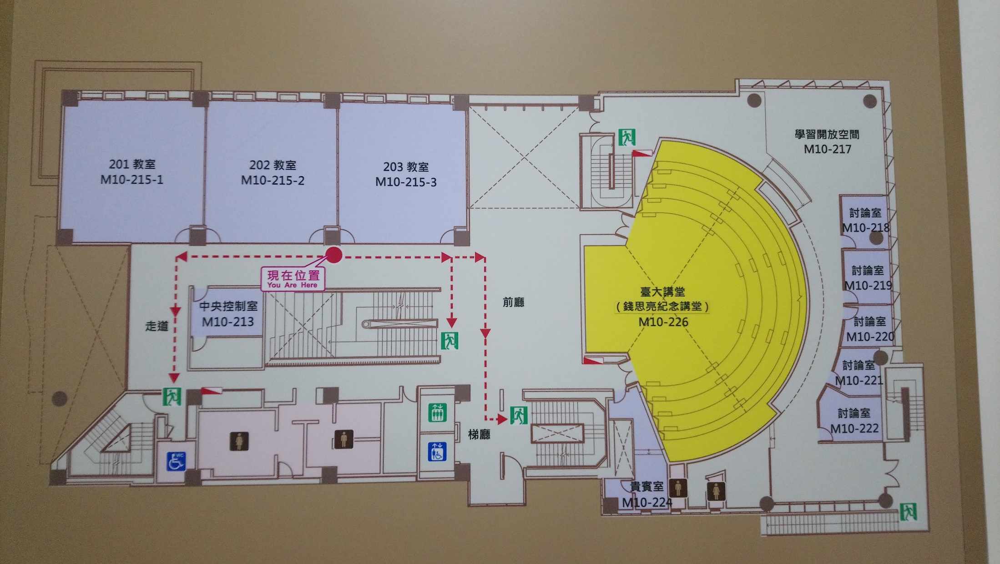 201 教室
M10-215-1
202 教室
M10-215-2
203 教室
M10-215-3
學習開放空間
M10-217
討論室
M10-218
現在位置
You Are Here
討論室
M10-219
中央控制室
M10-213
走道
前廳
臺大講堂
(錢思亮紀念講堂)
M10-226
討論室
M10-220
討論室
M10-221
討論室
M10-222
梯廳
WC
貴賓室
M10-224